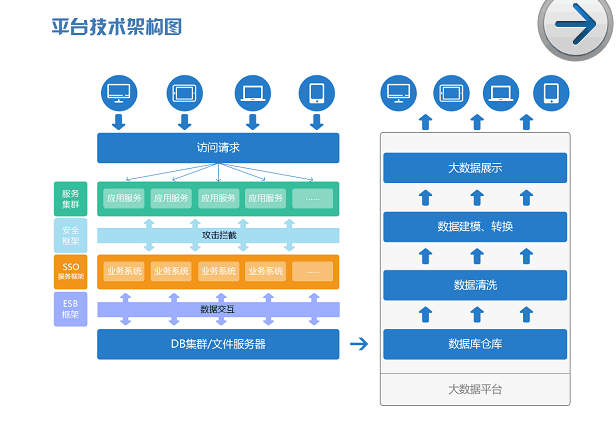 平台技术架构图
访问请求
服务
集群
应用服务 应用服务 应用服务 应用服务 ......
安全
框架
攻击拦截
SSO
服务框架
业务系统 业务系统 业务系统 业务系统 ......
ESB
框架
数据交互
DB集群/文件服务器
大数据展示
数据建模、转换
数据清洗
数据库仓库
大数据平台